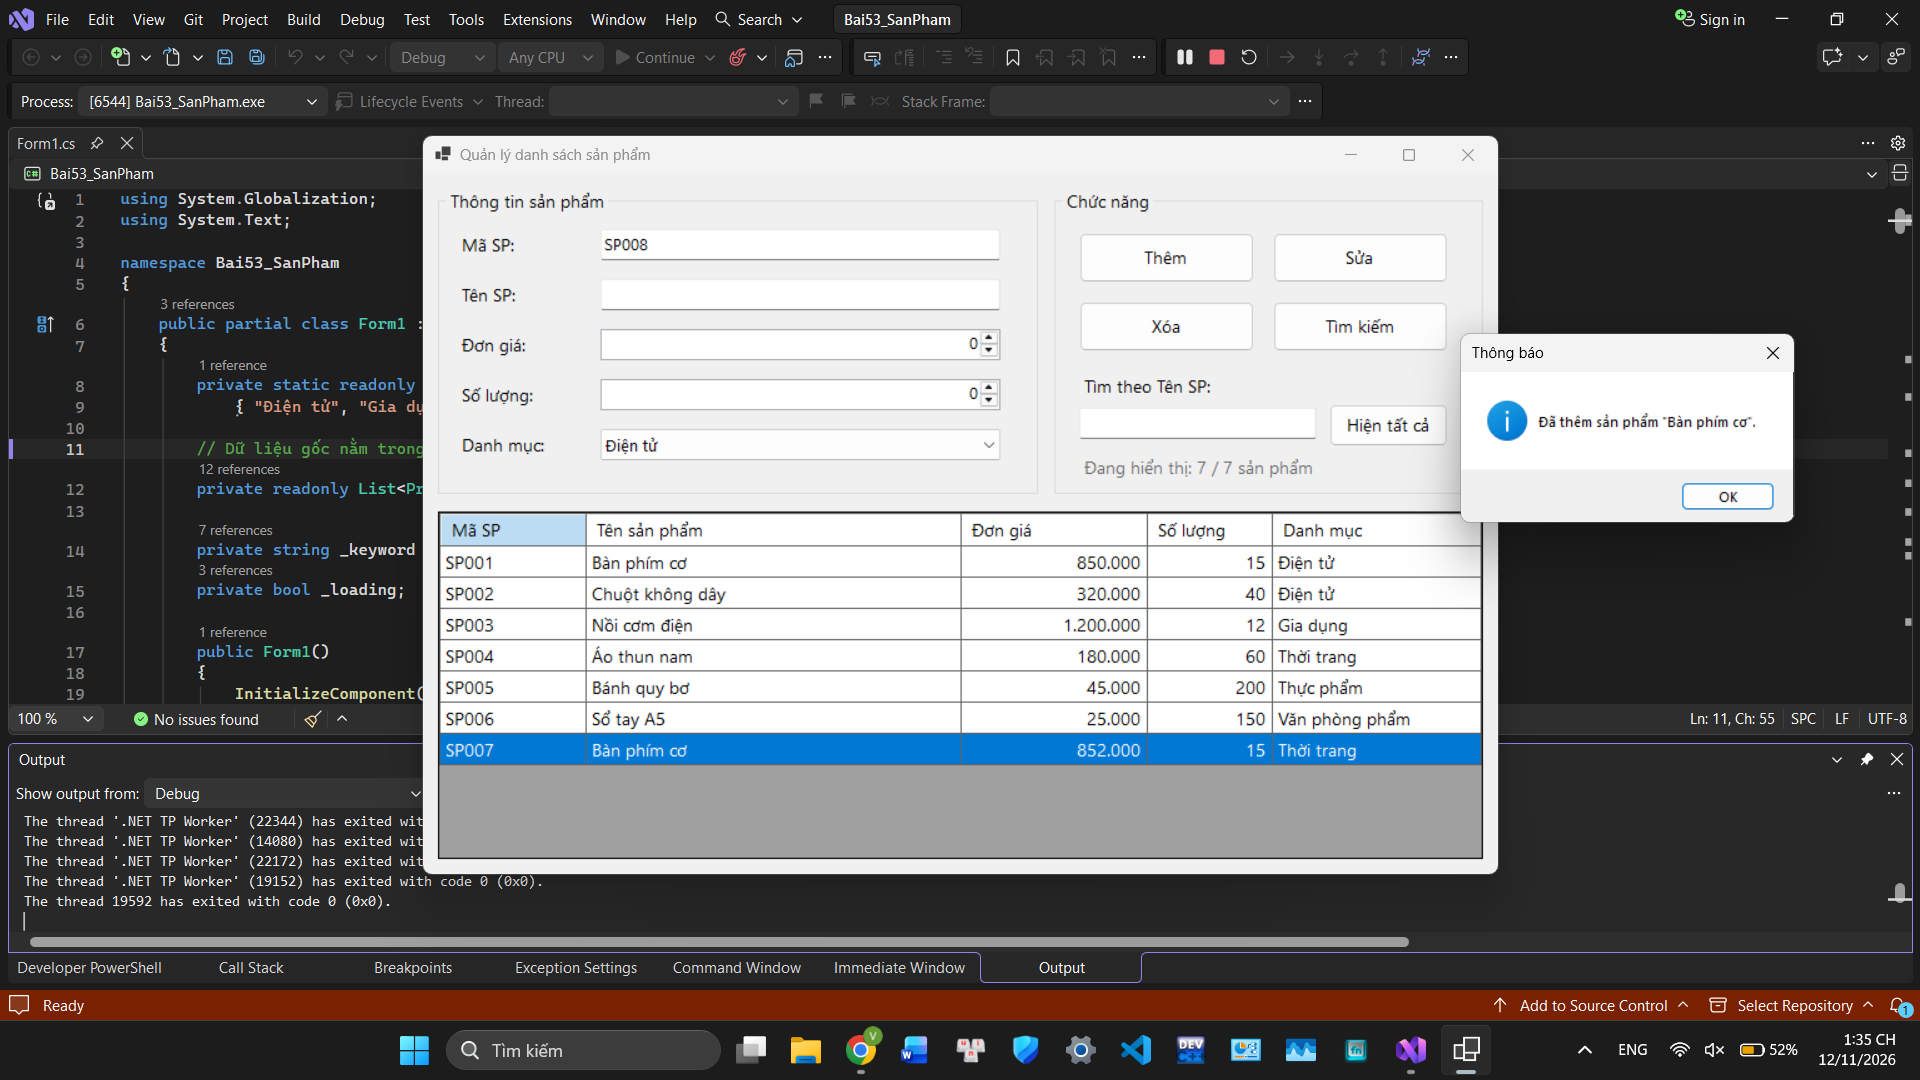 File Edit View Git Project Build Debug Test Tools Extensions Window Help Search Bai53_SanPham Sign in
Debug Any CPU Continue
Process: [6544] Bai53_SanPham.exe Lifecycle Events Thread: Stack Frame:
Form1.cs
Bai53_SanPham
1 using System.Globalization;
2 using System.Text;
3
4 namespace Bai53_SanPham
5 {
3 references
6 public partial class Form1 :
7 {
1 reference
8 private static readonly
9 { "Điện tử", "Gia dụ
10
11 // Dữ liệu gốc nằm trong
12 references
12 private readonly List<Pr
13
7 references
14 private string _keyword
3 references
15 private bool _loading;
16
1 reference
17 public Form1()
18 {
19 InitializeComponent(
100 % No issues found Ln: 11, Ch: 55 SPC LF UTF-8
Quản lý danh sách sản phẩm
Thông tin sản phẩm
Mã SP: SP008
Tên SP:
Đơn giá: 0
Số lượng: 0
Danh mục: Điện tử
Chức năng
Thêm Sửa
Xóa Tìm kiếm
Tìm theo Tên SP:
Hiện tất cả
Đang hiển thị: 7 / 7 sản phẩm
Mã SP Tên sản phẩm Đơn giá Số lượng Danh mục
SP001 Bàn phím cơ 850.000 15 Điện tử
SP002 Chuột không dây 320.000 40 Điện tử
SP003 Nồi cơm điện 1.200.000 12 Gia dụng
SP004 Áo thun nam 180.000 60 Thời trang
SP005 Bánh quy bơ 45.000 200 Thực phẩm
SP006 Sổ tay A5 25.000 150 Văn phòng phẩm
SP007 Bàn phím cơ 852.000 15 Thời trang
Thông báo
Đã thêm sản phẩm "Bàn phím cơ".
OK
Output
Show output from: Debug
The thread '.NET TP Worker' (22344) has exited wit
The thread '.NET TP Worker' (14080) has exited wit
The thread '.NET TP Worker' (22172) has exited wit
The thread '.NET TP Worker' (19152) has exited with code 0 (0x0).
The thread 19592 has exited with code 0 (0x0).
Developer PowerShell Call Stack Breakpoints Exception Settings Command Window Immediate Window Output
Ready Add to Source Control Select Repository 1
Tìm kiếm V W DEV ENG 52% 1:35 CH
12/11/2026